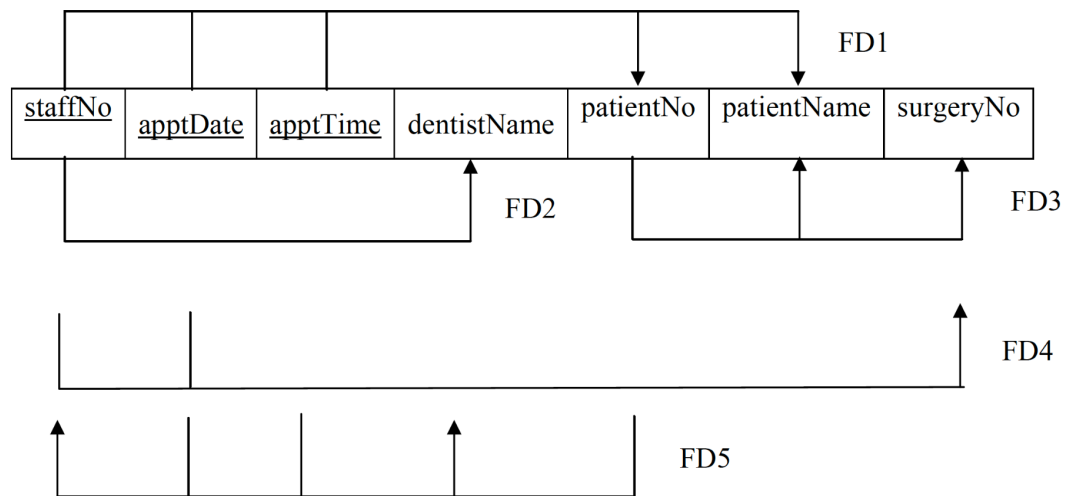 FD1
staffNo apptDate apptTime dentistName patientNo patientName surgeryNo
FD2
FD3
FD4
FD5